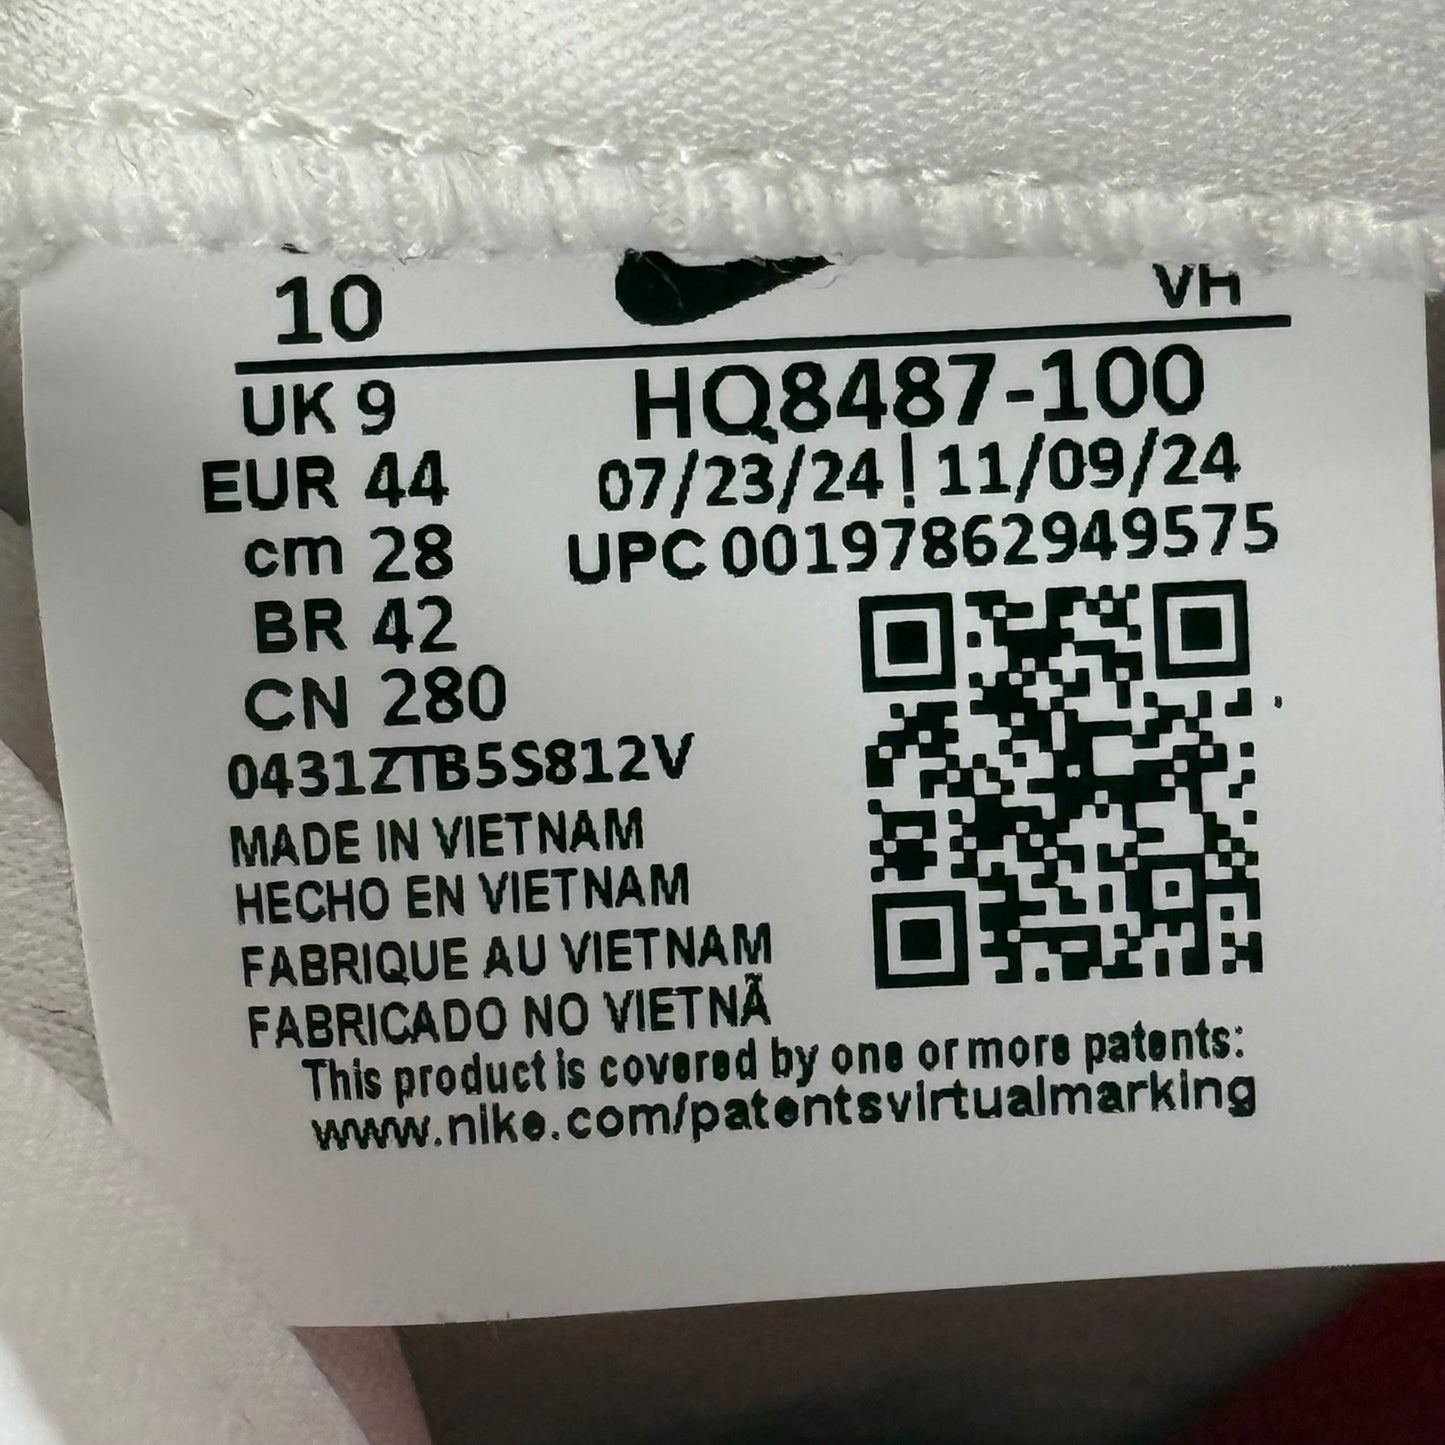 10 VH
UK 9 HQ8487-100
EUR 44 07/23/24 | 11/09/24
cm 28 UPC 00197862949575
BR 42
CN 280
0431ZTB5S812V
MADE IN VIETNAM
HECHO EN VIETNAM
FABRIQUE AU VIETNAM
FABRICADO NO VIETNÃ
This product is covered by one or more patents:
www.nike.com/patentsvirtualmarking